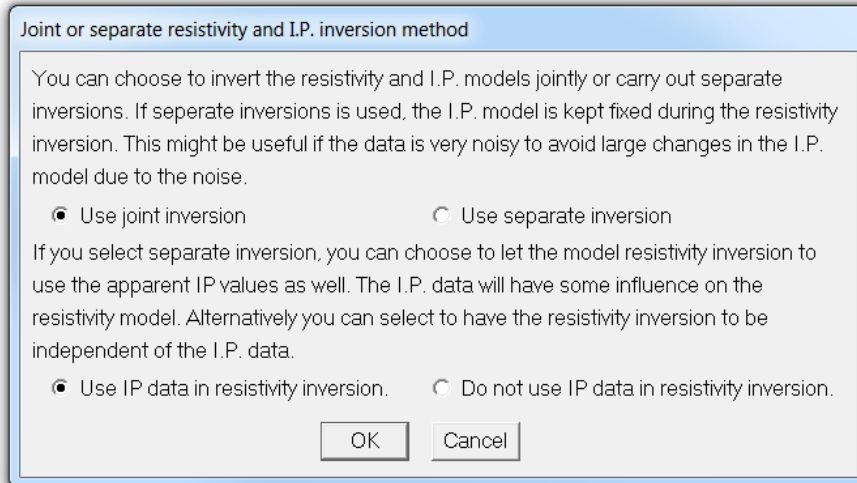 Joint or separate resistivity and I.P. inversion method
You can choose to invert the resistivity and I.P. models jointly or carry out separate
inversions. If seperate inversions is used, the I.P. model is kept fixed during the resistivity
inversion. This might be useful if the data is very noisy to avoid large changes in the I.P.
model due to the noise.
Use joint inversion Use separate inversion
If you select separate inversion, you can choose to let the model resistivity inversion to
use the apparent IP values as well. The I.P. data will have some influence on the
resistivity model. Alternatively you can select to have the resistivity inversion to be
independent of the I.P. data.
Use IP data in resistivity inversion. Do not use IP data in resistivity inversion.
OK Cancel